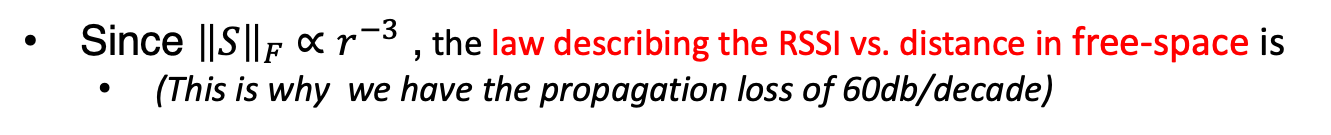 • Since ‖S‖_F ∝ r^{-3} , the law describing the RSSI vs. distance in free-space is
• (This is why we have the propagation loss of 60db/decade)